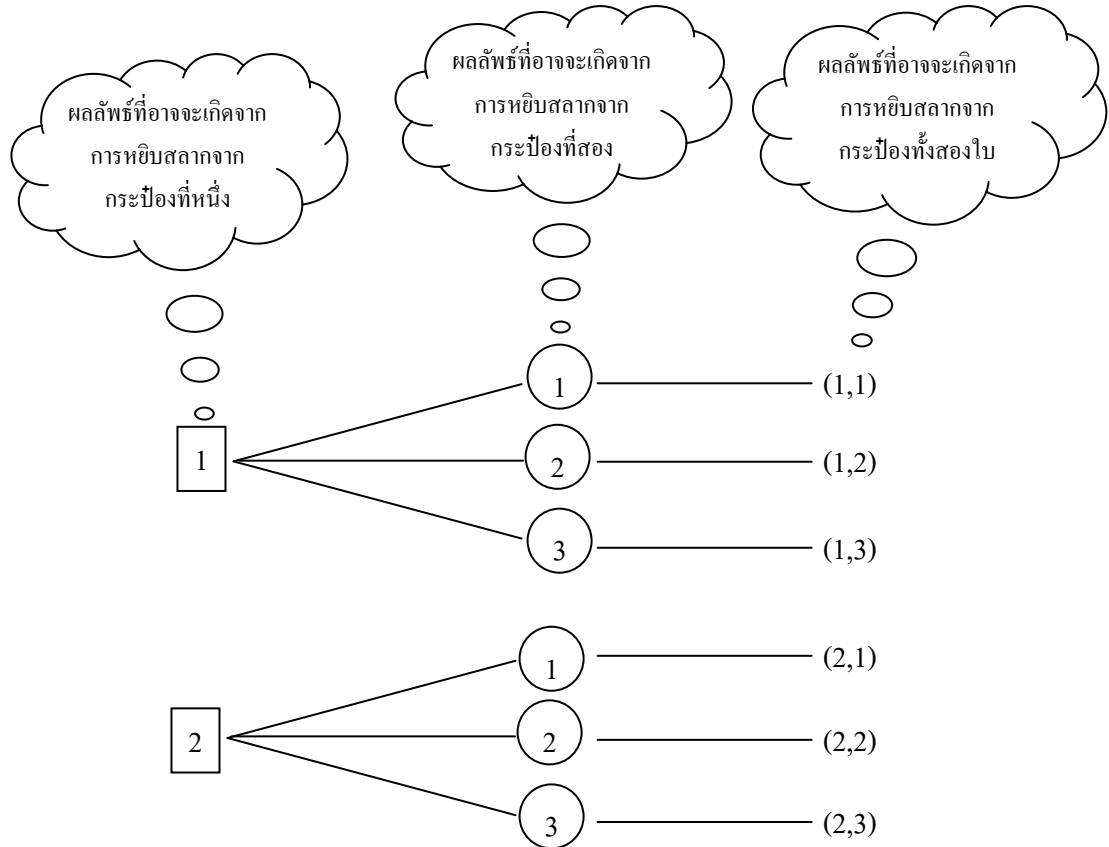 ผลลัพธ์ที่อาจจะเกิดจาก
การหยิบสลากจาก
กระป๋องที่หนึ่ง
ผลลัพธ์ที่อาจจะเกิดจาก
การหยิบสลากจาก
กระป๋องที่สอง
ผลลัพธ์ที่อาจจะเกิดจาก
การหยิบสลากจาก
กระป๋องทั้งสองใบ
1
1
(1,1)
2
(1,2)
3
(1,3)
2
1
(2,1)
2
(2,2)
3
(2,3)